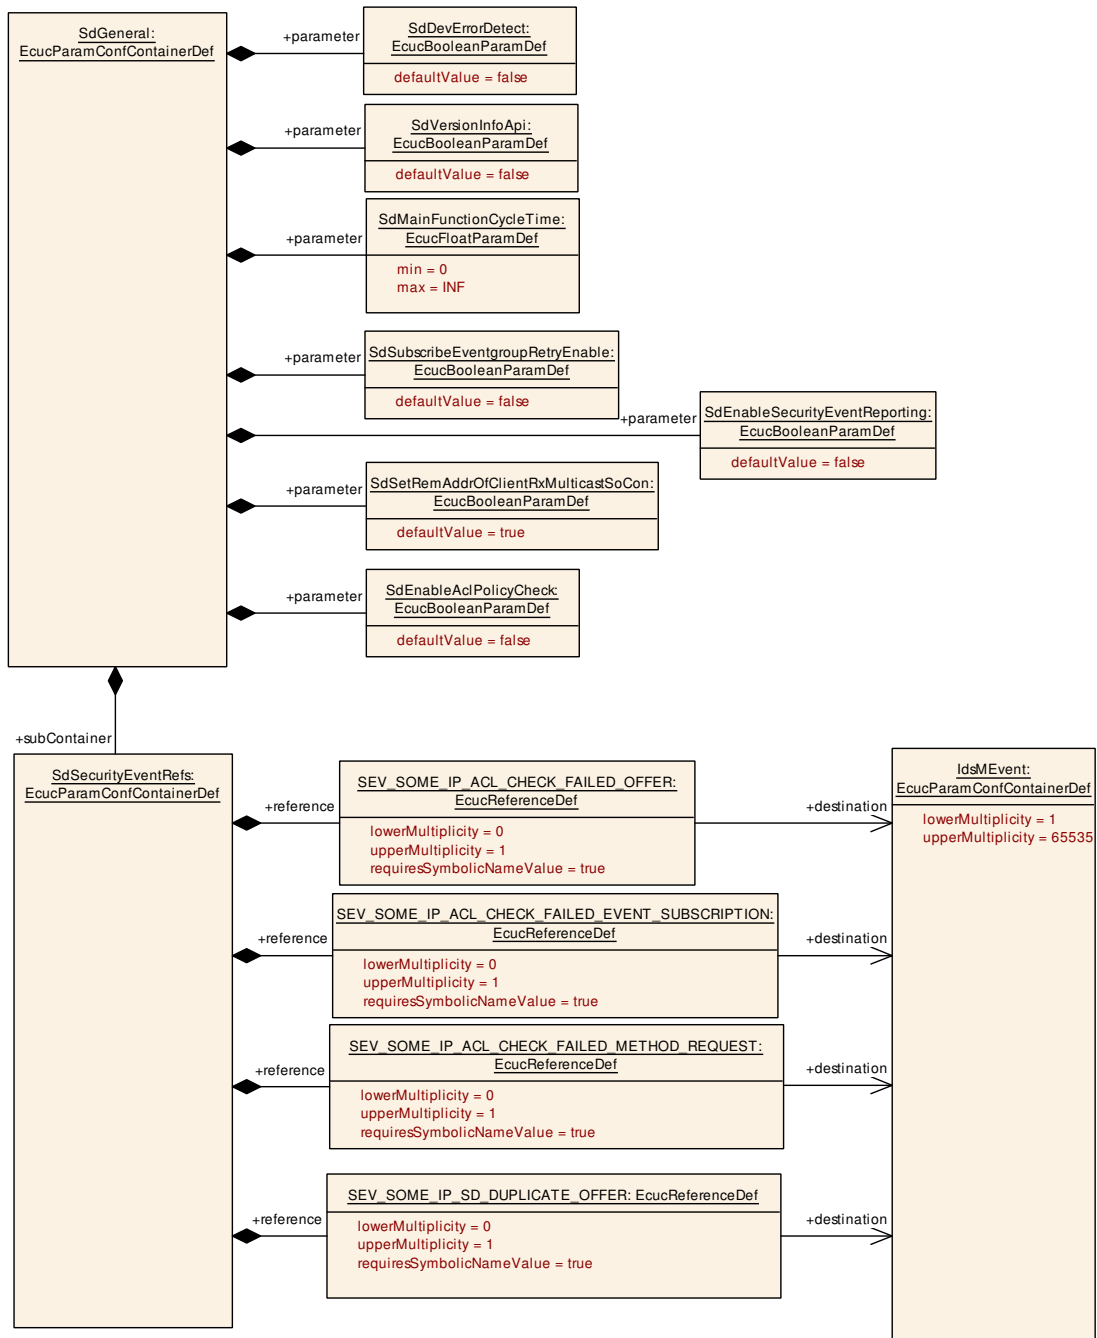 SdGeneral:
EcucParamConfContainerDef
+parameter
SdDevErrorDetect:
EcucBooleanParamDef
defaultValue = false
+parameter
SdVersionInfoApi:
EcucBooleanParamDef
defaultValue = false
+parameter
SdMainFunctionCycleTime:
EcucFloatParamDef
min = 0
max = INF
+parameter
SdSubscribeEventgroupRetryEnable:
EcucBooleanParamDef
defaultValue = false
+parameter
SdEnableSecurityEventReporting:
EcucBooleanParamDef
defaultValue = false
+parameter
SdSetRemAddrOfClientRxMulticastSoCon:
EcucBooleanParamDef
defaultValue = true
+parameter
SdEnableAclPolicyCheck:
EcucBooleanParamDef
defaultValue = false
+subContainer
SdSecurityEventRefs:
EcucParamConfContainerDef
+reference
SEV_SOME_IP_ACL_CHECK_FAILED_OFFER:
EcucReferenceDef
lowerMultiplicity = 0
upperMultiplicity = 1
requiresSymbolicNameValue = true
+destination
IdsMEvent:
EcucParamConfContainerDef
lowerMultiplicity = 1
upperMultiplicity = 65535
+reference
SEV_SOME_IP_ACL_CHECK_FAILED_EVENT_SUBSCRIPTION:
EcucReferenceDef
lowerMultiplicity = 0
upperMultiplicity = 1
requiresSymbolicNameValue = true
+destination
+reference
SEV_SOME_IP_ACL_CHECK_FAILED_METHOD_REQUEST:
EcucReferenceDef
lowerMultiplicity = 0
upperMultiplicity = 1
requiresSymbolicNameValue = true
+destination
+reference
SEV_SOME_IP_SD_DUPLICATE_OFFER: EcucReferenceDef
lowerMultiplicity = 0
upperMultiplicity = 1
requiresSymbolicNameValue = true
+destination